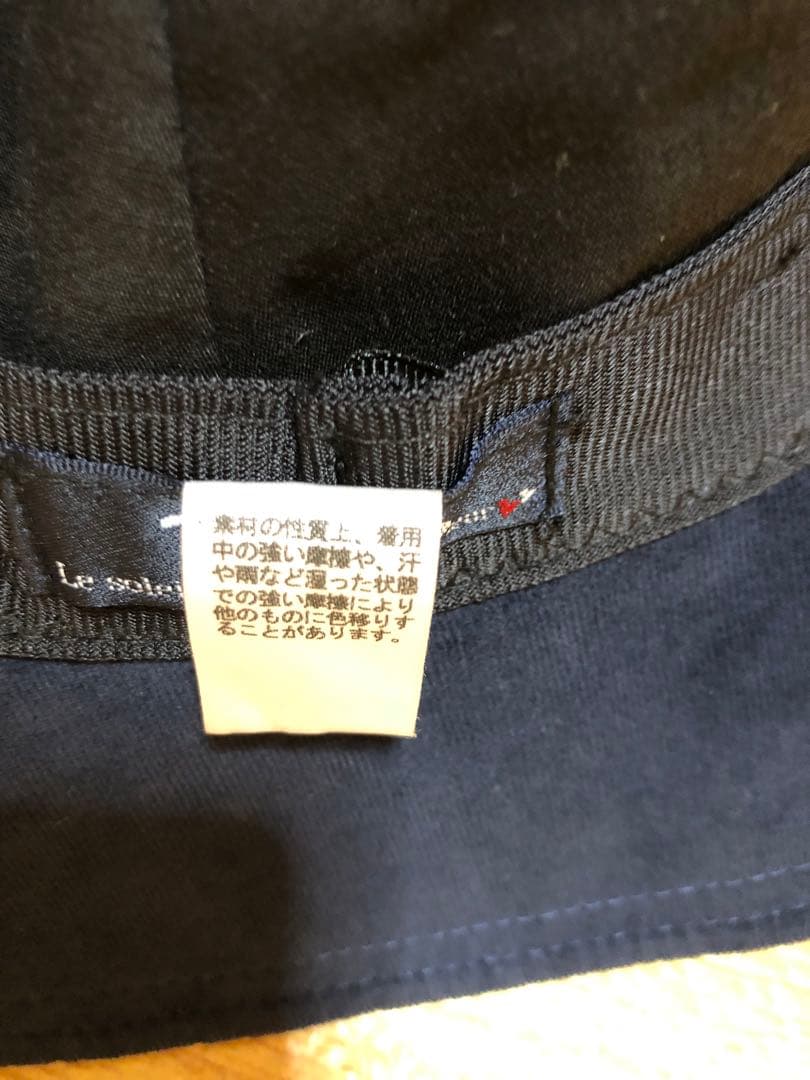 素材の性質上、着用
中の強い摩擦や、汗
や雨など湿った状態
での強い摩擦により
他のものに色移りす
ることがあります。
Le solei